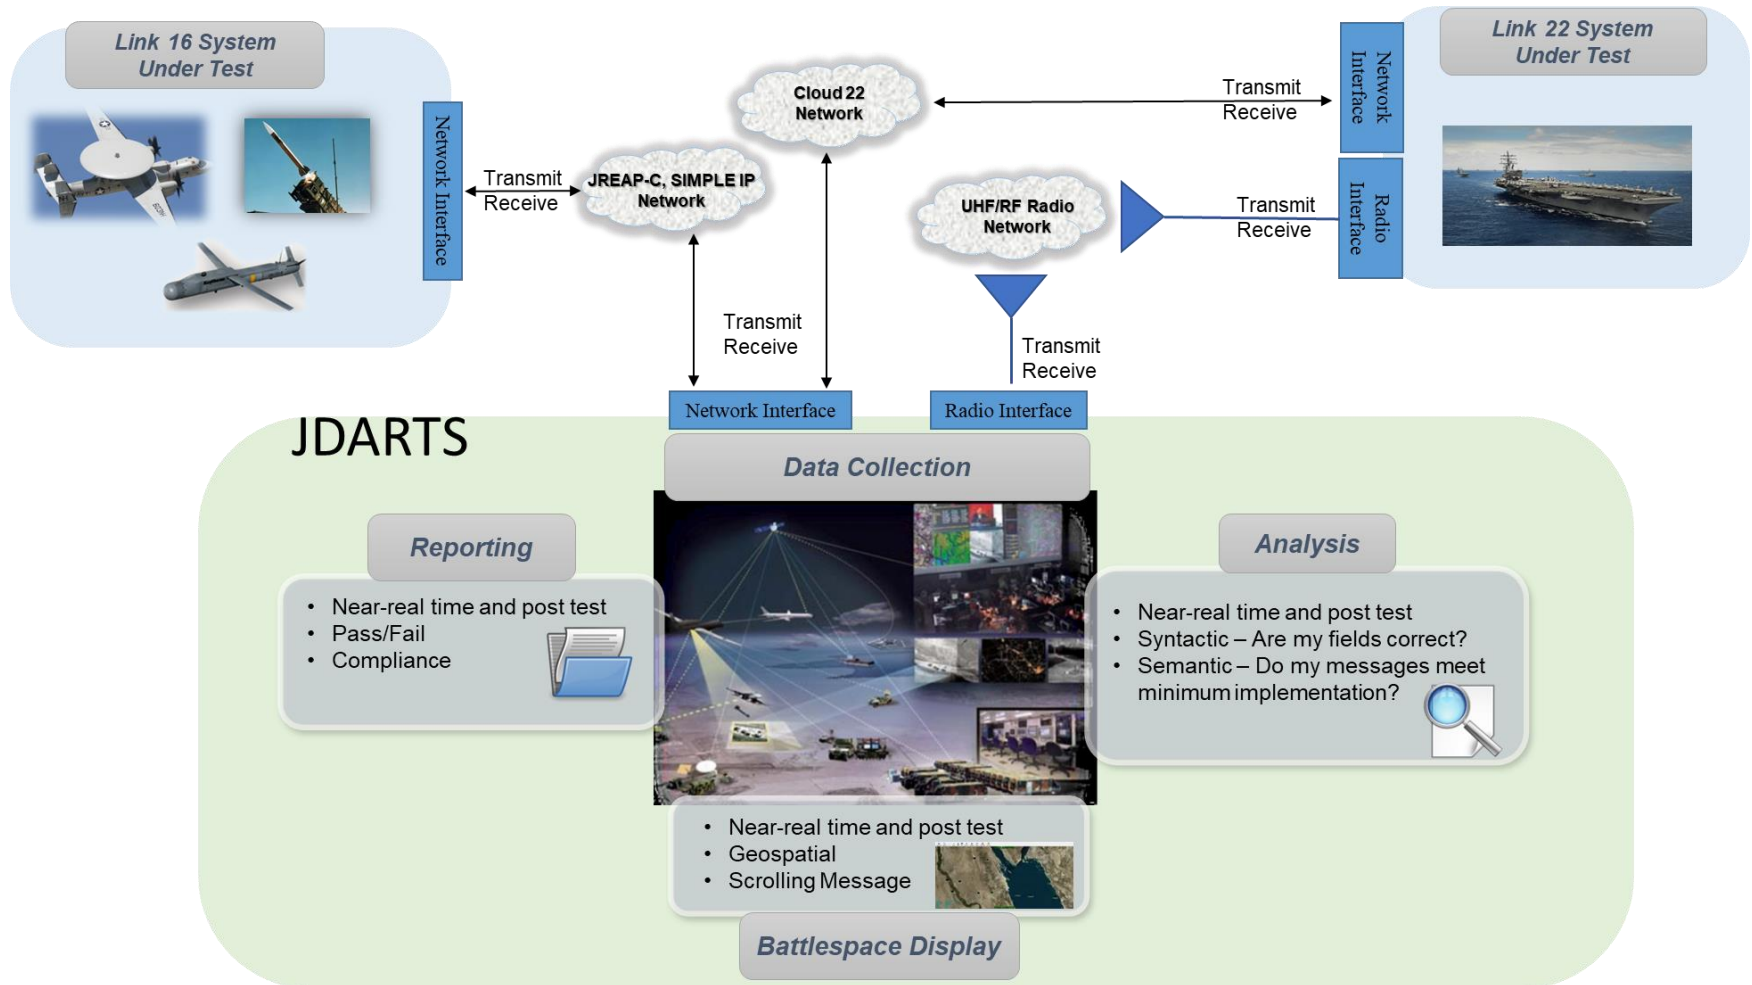 Link 16 System
Under Test
Network Interface
Transmit
Receive
JREAP-C, SIMPLE IP
Network
Cloud 22
Network
Transmit
Receive
Network
Interface
Link 22 System
Under Test
UHF/RF Radio
Network
Transmit
Receive
Radio
Interface
Transmit
Receive
Transmit
Receive
Network Interface
Radio Interface
JDARTS
Data Collection
Reporting
• Near-real time and post test
• Pass/Fail
• Compliance
Analysis
• Near-real time and post test
• Syntactic – Are my fields correct?
• Semantic – Do my messages meet
minimum implementation?
• Near-real time and post test
• Geospatial
• Scrolling Message
Battlespace Display